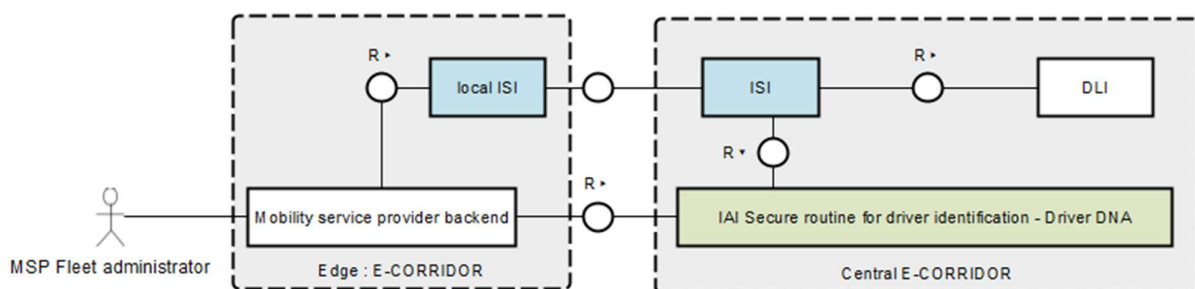 R ▸
local ISI
ISI
R ▸
DLI
R ▾
R ▸
Mobility service provider backend
IAI Secure routine for driver identification - Driver DNA
MSP Fleet administrator
Edge : E-CORRIDOR
Central E-CORRIDOR